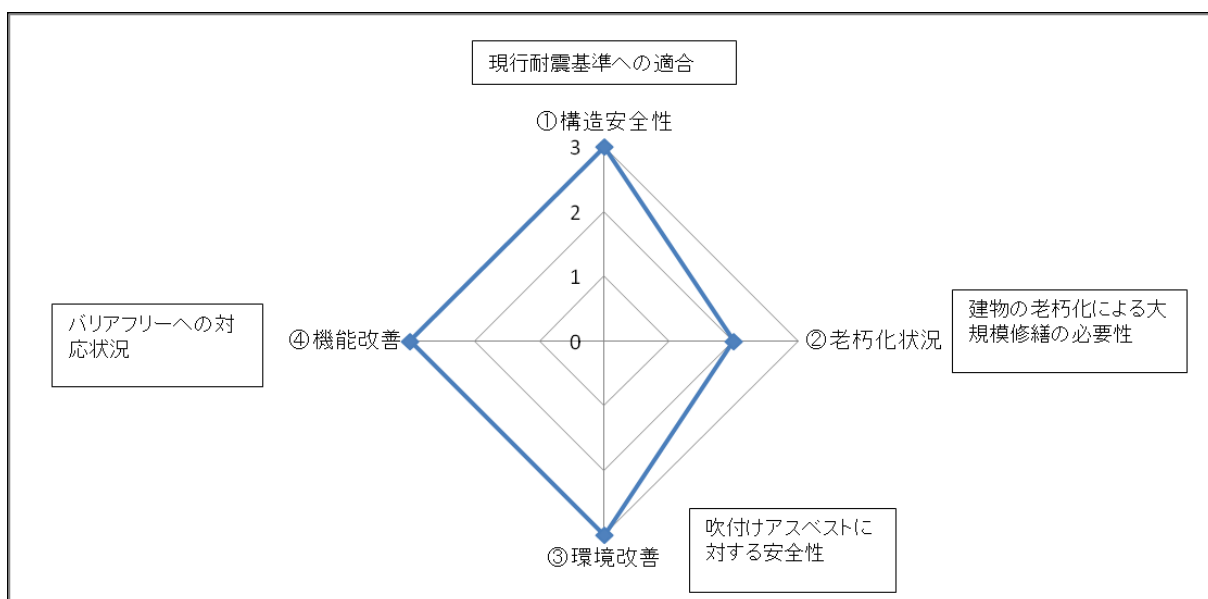 現行耐震基準への適合
①構造安全性
3
2
1
0
バリアフリーへの対
応状況
④機能改善
②老朽化状況
建物の老朽化による大
規模修繕の必要性
吹付けアスベストに
対する安全性
③環境改善